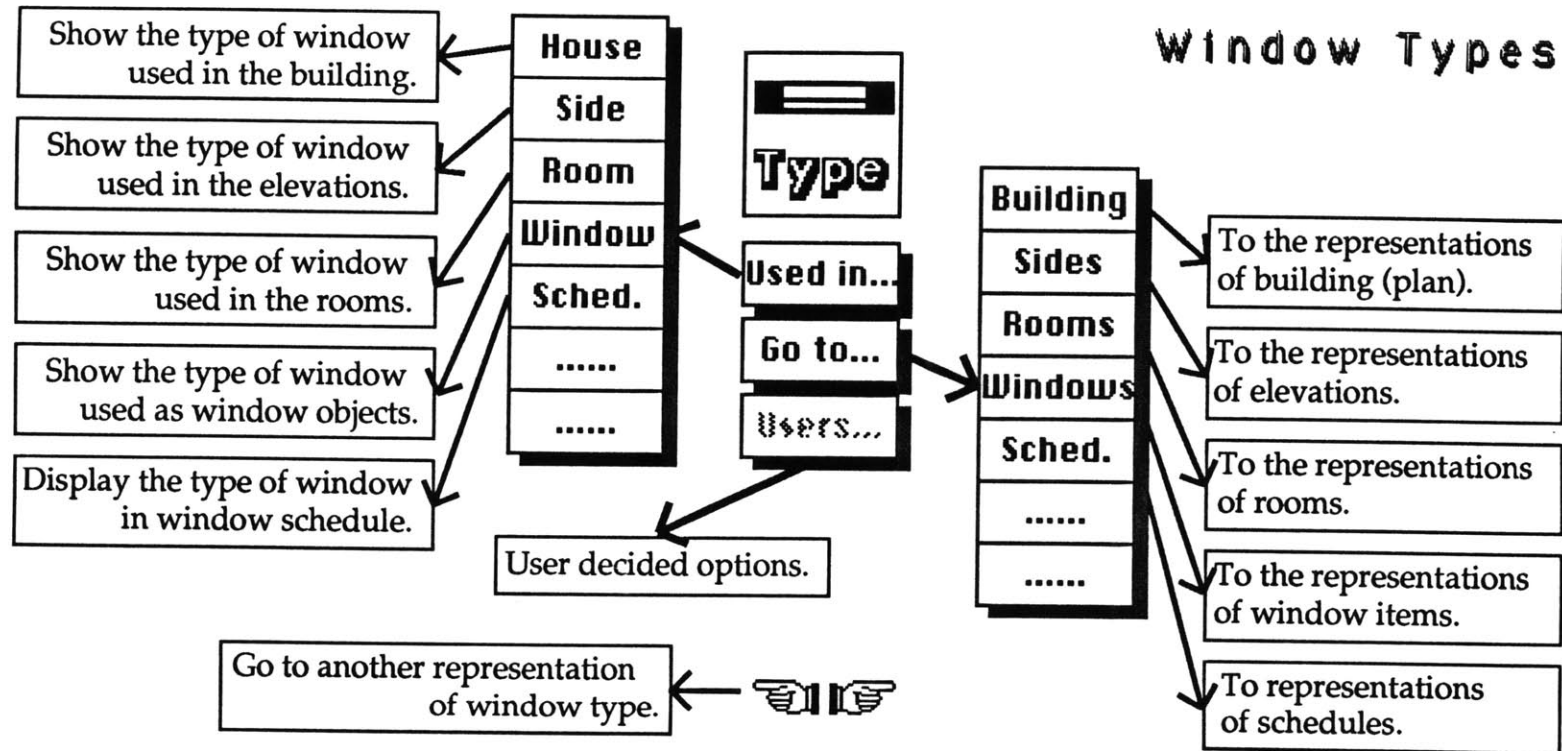 Window Types
Show the type of window
used in the building.
Show the type of window
used in the elevations.
Show the type of window
used in the rooms.
Show the type of window
used as window objects.
Display the type of window
in window schedule.
House
Side
Room
Window
Sched.
......
......
Type
Used in...
Go to...
Users...
User decided options.
Go to another representation
of window type.
Building
Sides
Rooms
Windows
Sched.
......
......
To the representations
of building (plan).
To the representations
of elevations.
To the representations
of rooms.
To the representations
of window items.
To representations
of schedules.